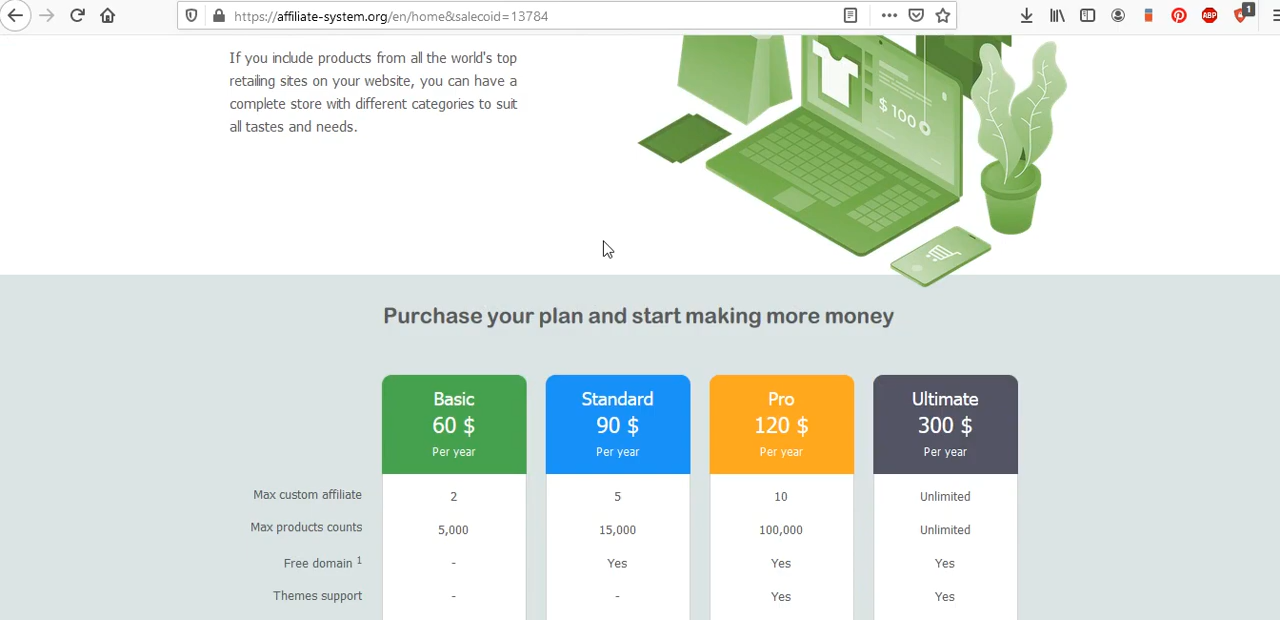 https://affiliate-system.org/en/home&salecoid=13784
ABP
1
If you include products from all the world's top
retailing sites on your website, you can have a
complete store with different categories to suit
all tastes and needs.
$ 100
Purchase your plan and start making more money
Basic Standard Pro Ultimate
60 $ 90 $ 120 $ 300 $
Per year Per year Per year Per year
Max custom affiliate 2 5 10 Unlimited
Max products counts 5,000 15,000 100,000 Unlimited
Free domain 1 - Yes Yes Yes
Themes support - - Yes Yes